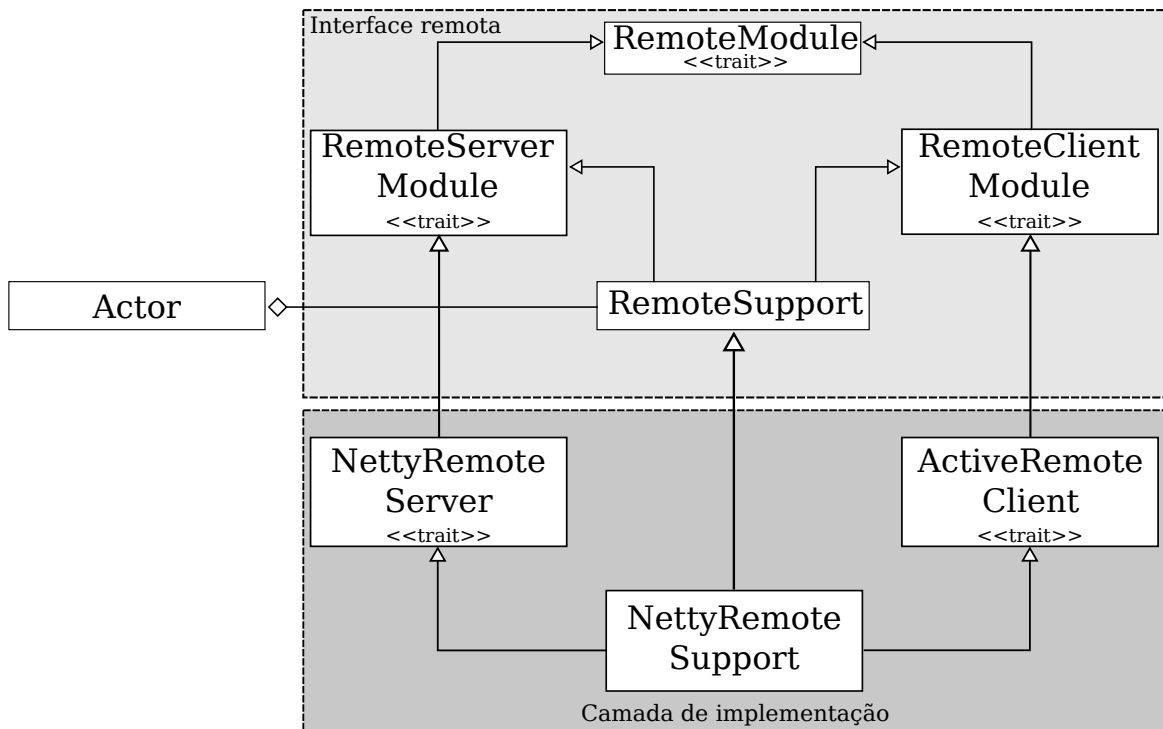 Interface remota
RemoteModule
<<trait>>
RemoteServer
Module
<<trait>>
RemoteClient
Module
<<trait>>
Actor
RemoteSupport
NettyRemote
Server
<<trait>>
ActiveRemote
Client
<<trait>>
NettyRemote
Support
Camada de implementação